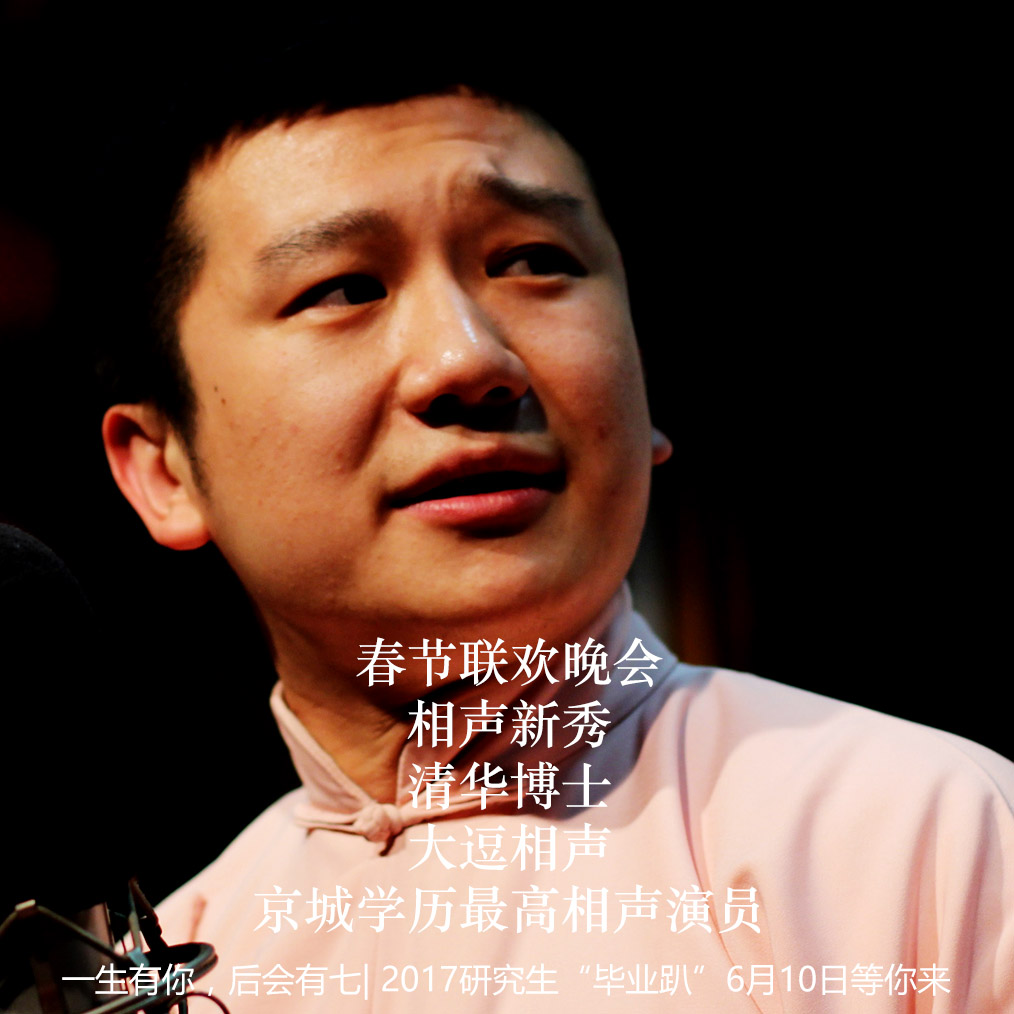 春节联欢晚会
相声新秀
清华博士
大逗相声
京城学历最高相声演员
一生有你，后会有七| 2017研究生“毕业趴”6月10日等你来